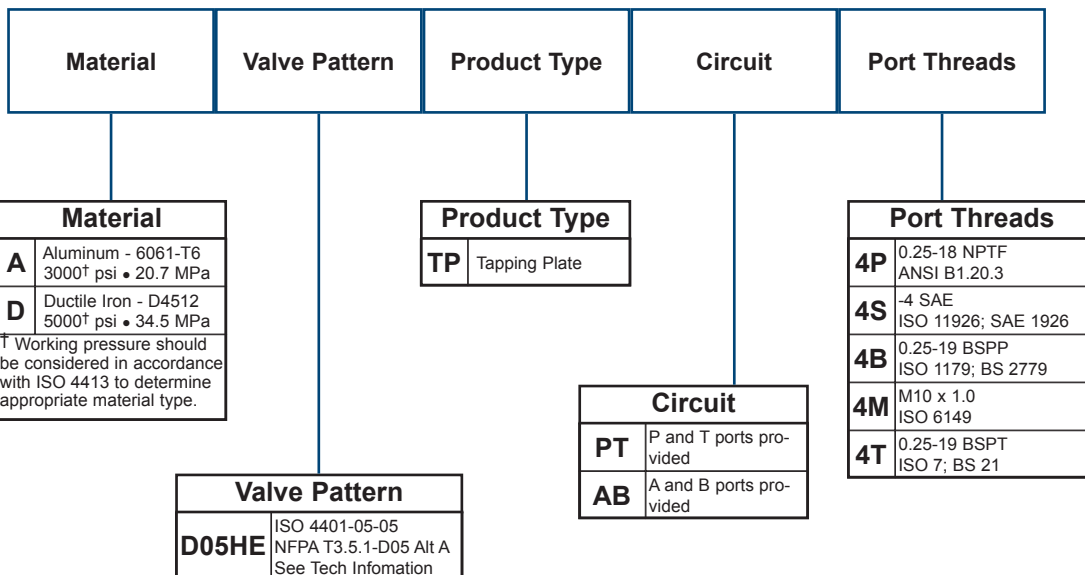 Material
Valve Pattern
Product Type
Circuit
Port Threads
Material
A
Aluminum - 6061-T6
3000† psi • 20.7 MPa
D
Ductile Iron - D4512
5000† psi • 34.5 MPa
† Working pressure should
be considered in accordance
with ISO 4413 to determine
appropriate material type.
Valve Pattern
D05HE
ISO 4401-05-05
NFPA T3.5.1-D05 Alt A
See Tech Infomation
Product Type
TP
Tapping Plate
Circuit
PT
P and T ports pro-
vided
AB
A and B ports pro-
vided
Port Threads
4P
0.25-18 NPTF
ANSI B1.20.3
4S
-4 SAE
ISO 11926; SAE 1926
4B
0.25-19 BSPP
ISO 1179; BS 2779
4M
M10 x 1.0
ISO 6149
4T
0.25-19 BSPT
ISO 7; BS 21